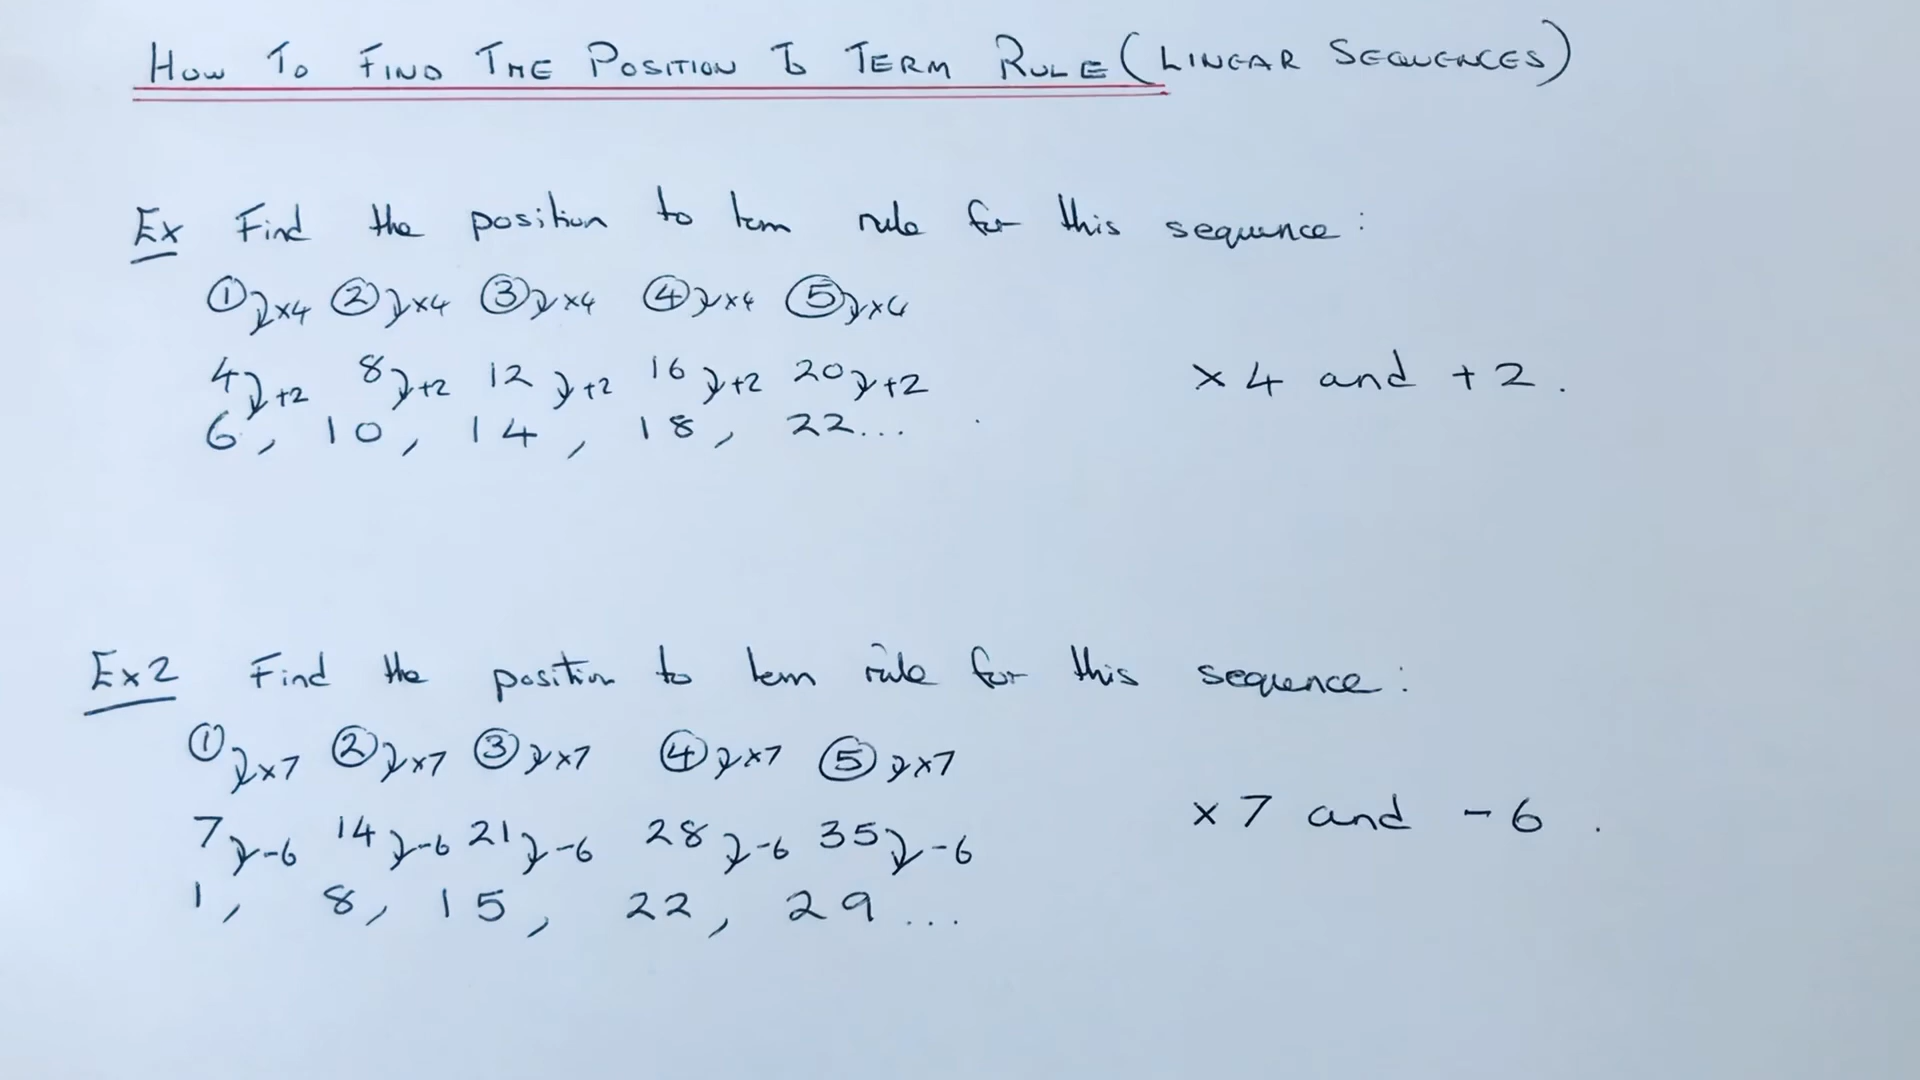 HOW TO FIND THE POSITION TO TERM RULE (LINEAR SEQUENCES)
Ex Find the position to term rule for this sequence:
① ×4 ② ×4 ③ ×4 ④ ×4 ⑤ ×4
4 +2 8 +2 12 +2 16 +2 20 +2
×4 and +2.
6, 10, 14, 18, 22...
Ex2 Find the position to term rule for this sequence:
① ×7 ② ×7 ③ ×7 ④ ×7 ⑤ ×7
7 -6 14 -6 21 -6 28 -6 35 -6
×7 and -6.
1, 8, 15, 22, 29...